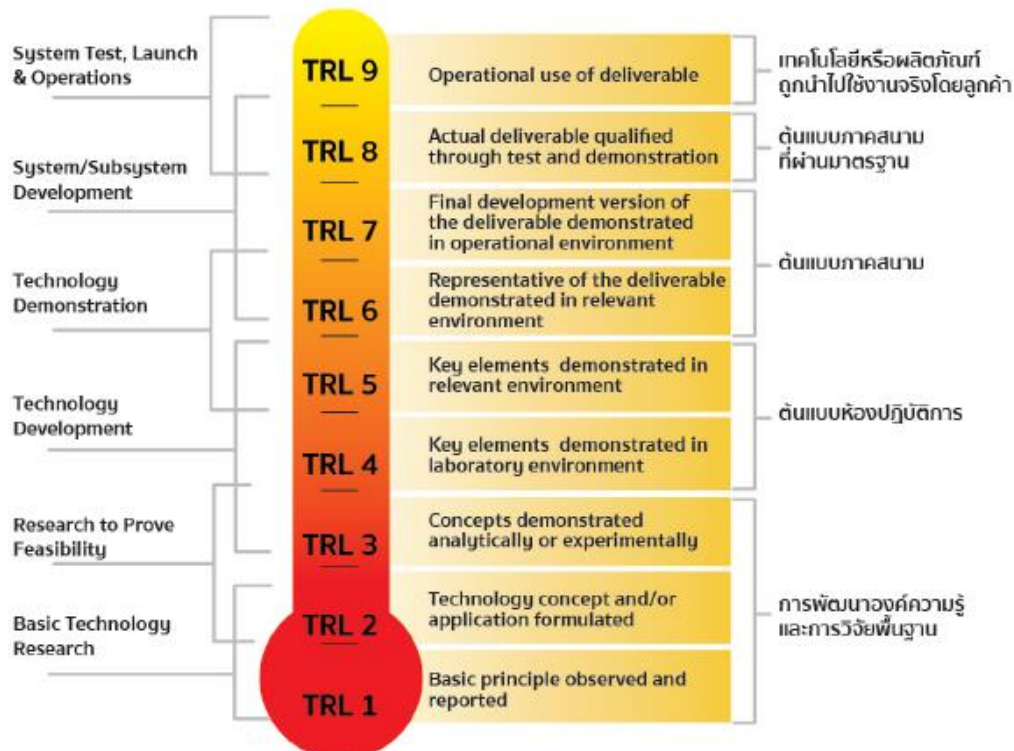 System Test, Launch
& Operations
System/Subsystem
Development
Technology
Demonstration
Technology
Development
Research to Prove
Feasibility
Basic Technology
Research
TRL 9
TRL 8
TRL 7
TRL 6
TRL 5
TRL 4
TRL 3
TRL 2
TRL 1
Operational use of deliverable
Actual deliverable qualified
through test and demonstration
Final development version of
the deliverable demonstrated
in operational environment
Representative of the deliverable
demonstrated in relevant
environment
Key elements demonstrated in
relevant environment
Key elements demonstrated in
laboratory environment
Concepts demonstrated
analytically or experimentally
Technology concept and/or
application formulated
Basic principle observed and
reported
เทคโนโลยีหรือผลิตภัณฑ์
ถูกนำไปใช้งานจริงโดยลูกค้า
ต้นแบบภาคสนาม
ที่ผ่านมาตรฐาน
ต้นแบบภาคสนาม
ต้นแบบห้องปฏิบัติการ
การพัฒนาองค์ความรู้
และการวิจัยพื้นฐาน